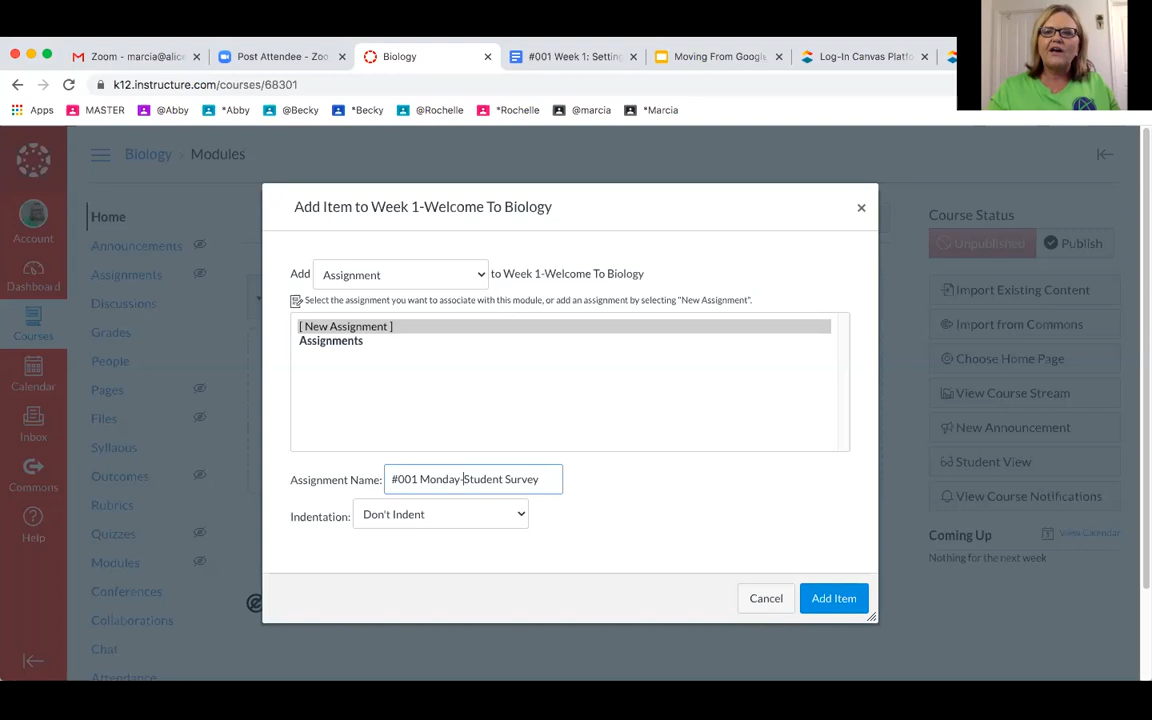 Zoom - marcia@alice
Post Attendee - Zoo
Biology
#001 Week 1: Setting
Moving From Google
Log-In Canvas Platfo
k12.instructure.com/courses/68301
Apps
MASTER
@Abby
*Abby
@Becky
*Becky
@Rochelle
*Rochelle
@marcia
*Marcia
Biology › Modules
Account
Dashboard
Courses
Calendar
Inbox
Commons
Help
Home
Announcements
Assignments
Discussions
Grades
People
Pages
Files
Syllabus
Outcomes
Rubrics
Quizzes
Modules
Conferences
Collaborations
Chat
Attendance
Add Item to Week 1-Welcome To Biology
Add Assignment to Week 1-Welcome To Biology
Select the assignment you want to associate with this module, or add an assignment by selecting "New Assignment".
[ New Assignment ]
Assignments
Assignment Name: #001 Monday-Student Survey
Indentation: Don't Indent
Cancel
Add Item
Course Status
Unpublished
Publish
Import Existing Content
Import from Commons
Choose Home Page
View Course Stream
New Announcement
Student View
View Course Notifications
Coming Up
View Calendar
Nothing for the next week